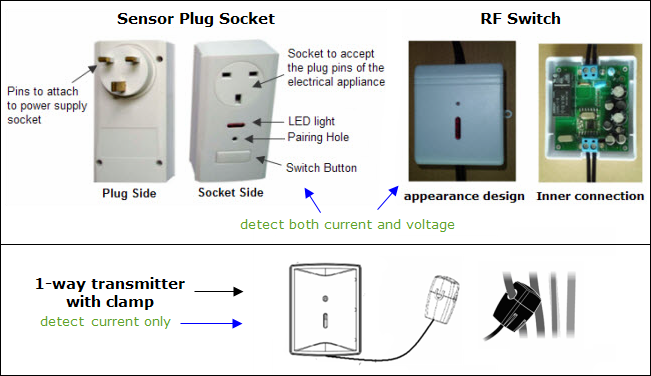 Sensor Plug Socket
RF Switch
Pins to attach
to power supply
socket
Socket to accept
the plug pins of the
electrical appliance
LED light
Pairing Hole
Switch Button
Plug Side
Socket Side
appearance design
Inner connection
detect both current and voltage
1-way transmitter
with clamp
detect current only